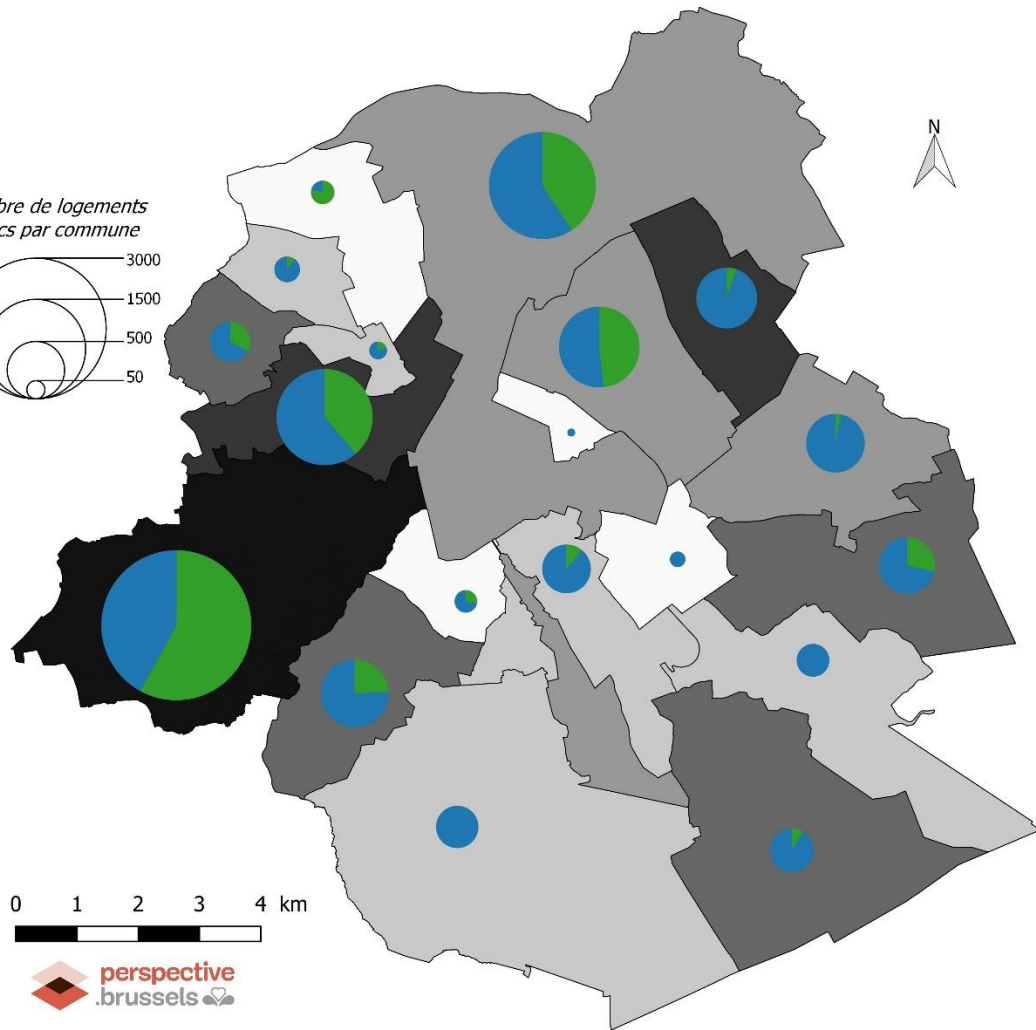 N
bre de logements
cs par commune
3000
1500
500
50
0 1 2 3 4 km
perspective
.brussels